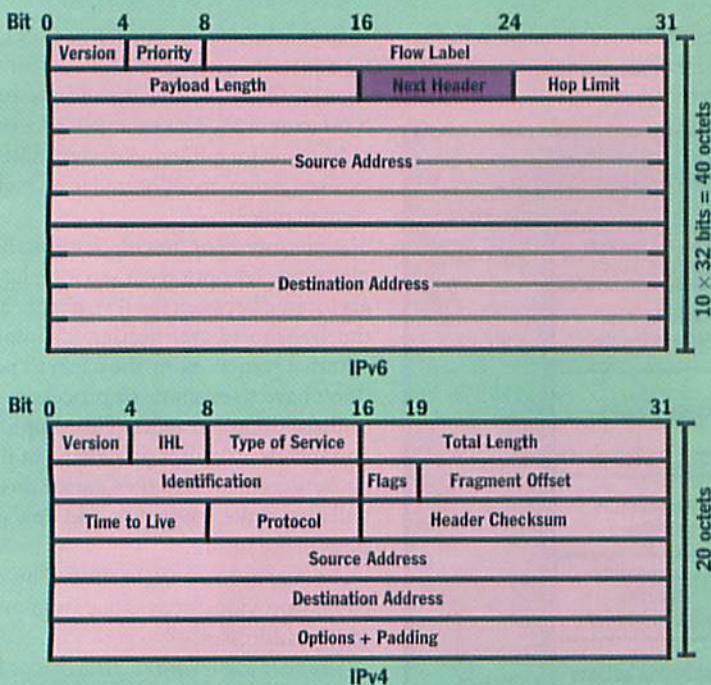 Bit 0 4 8 16 24 31
Version Priority Flow Label
Payload Length Next Header Hop Limit
Source Address
Destination Address
10 × 32 bits = 40 octets
IPv6
Bit 0 4 8 16 19 31
Version IHL Type of Service Total Length
Identification Flags Fragment Offset
Time to Live Protocol Header Checksum
Source Address
Destination Address
Options + Padding
20 octets
IPv4